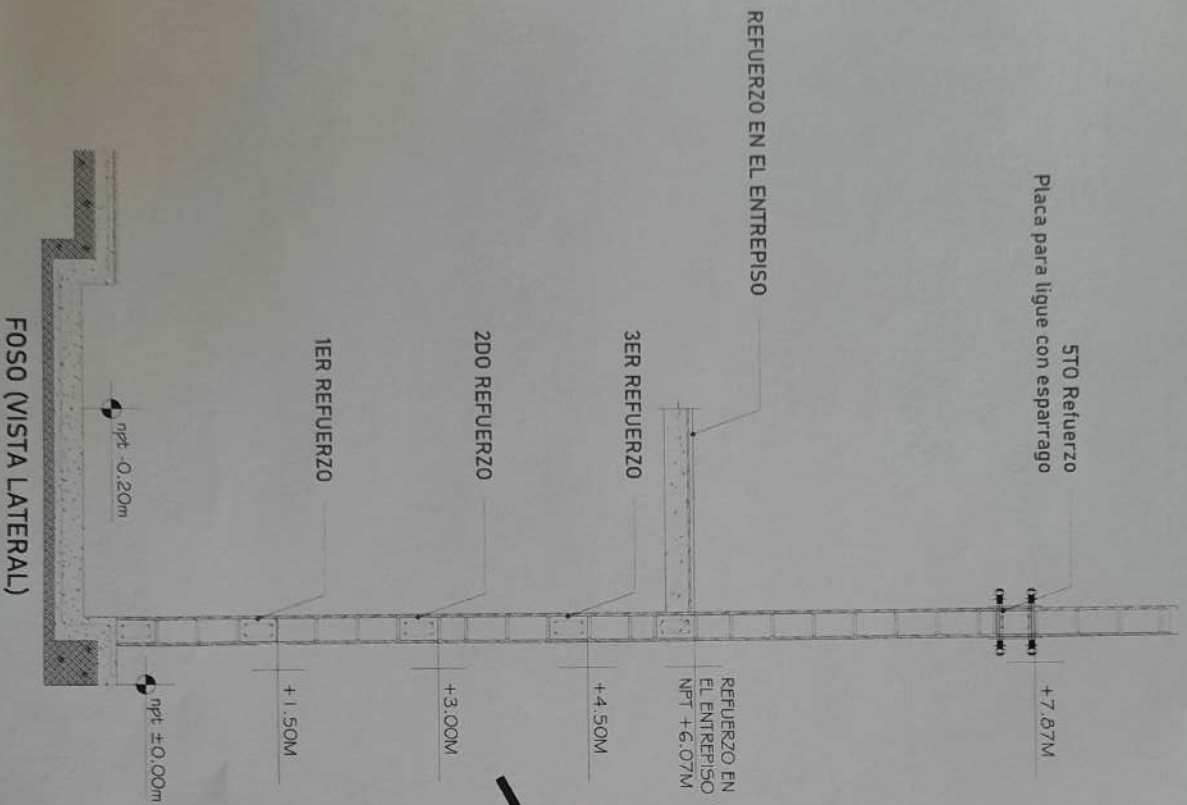 5TO Refuerzo
Placa para ligue con esparrago
+7.87M
REFUERZO EN EL ENTREPISO
REFUERZO EN
EL ENTREPISO
NPT +6.07M
3ER REFUERZO
+4.50M
2DO REFUERZO
+3.00M
1ER REFUERZO
+1.50M
npt -0.20m
npt ±0.00m
FOSO (VISTA LATERAL)